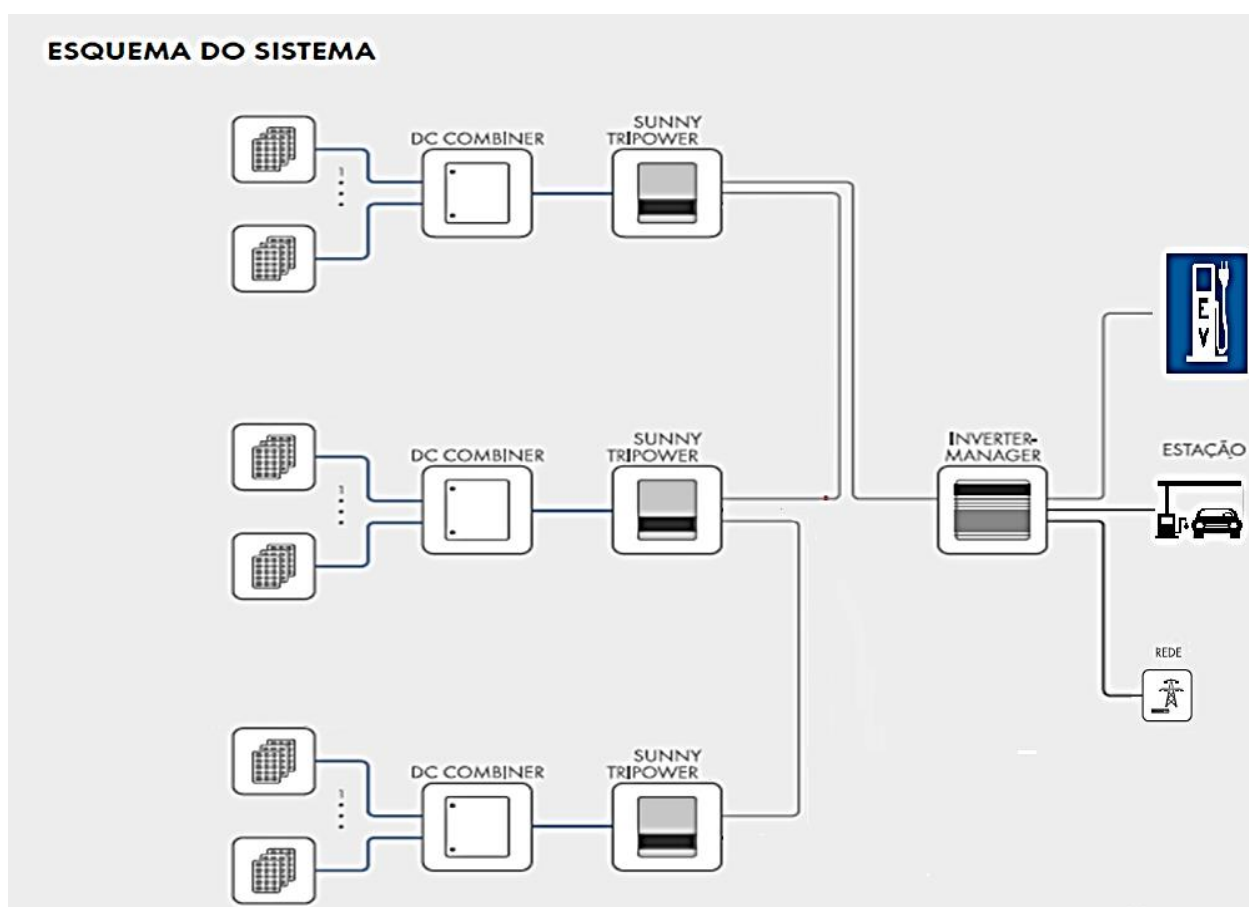 ESQUEMA DO SISTEMA
DC COMBINER
SUNNY
TRIPOWER
E
V
DC COMBINER
SUNNY
TRIPOWER
INVERTER-
MANAGER
ESTAÇÃO
REDE
DC COMBINER
SUNNY
TRIPOWER